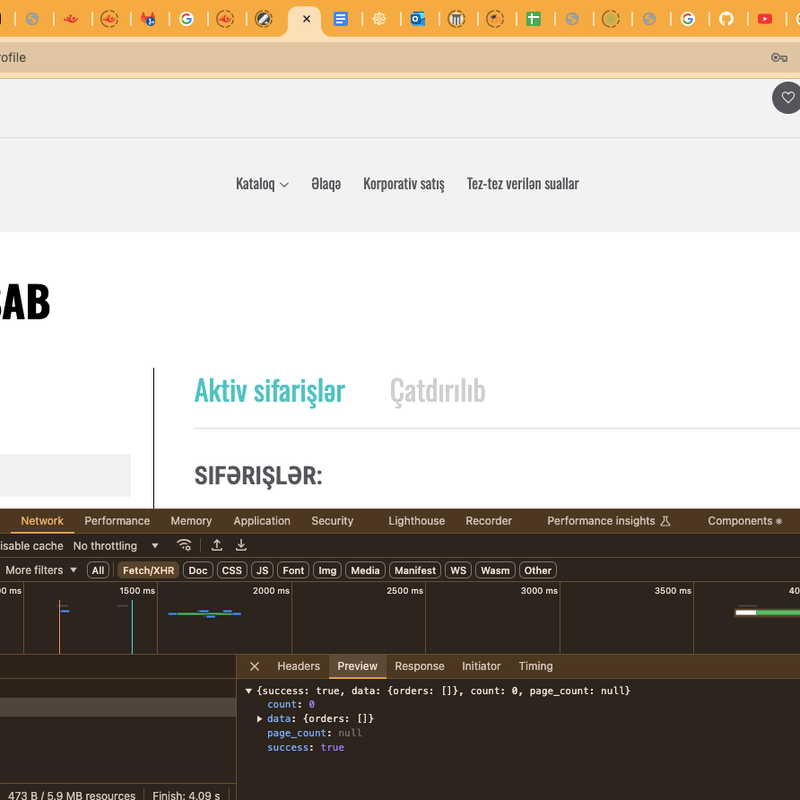 ofile
Kataloq Əlaqə Korporativ satış Tez-tez verilən suallar
SAB
Aktiv sifarişlər Çatdırılıb
SIFƏRIŞLƏR:
Network Performance Memory Application Security Lighthouse Recorder Performance insights Components
isable cache No throttling
More filters All Fetch/XHR Doc CSS JS Font Img Media Manifest WS Wasm Other
0 ms 1500 ms 2000 ms 2500 ms 3000 ms 3500 ms 40
Headers Preview Response Initiator Timing
{success: true, data: {orders: []}, count: 0, page_count: null}
count: 0
data: {orders: []}
page_count: null
success: true
473 B / 5.9 MB resources Finish: 4.09 s